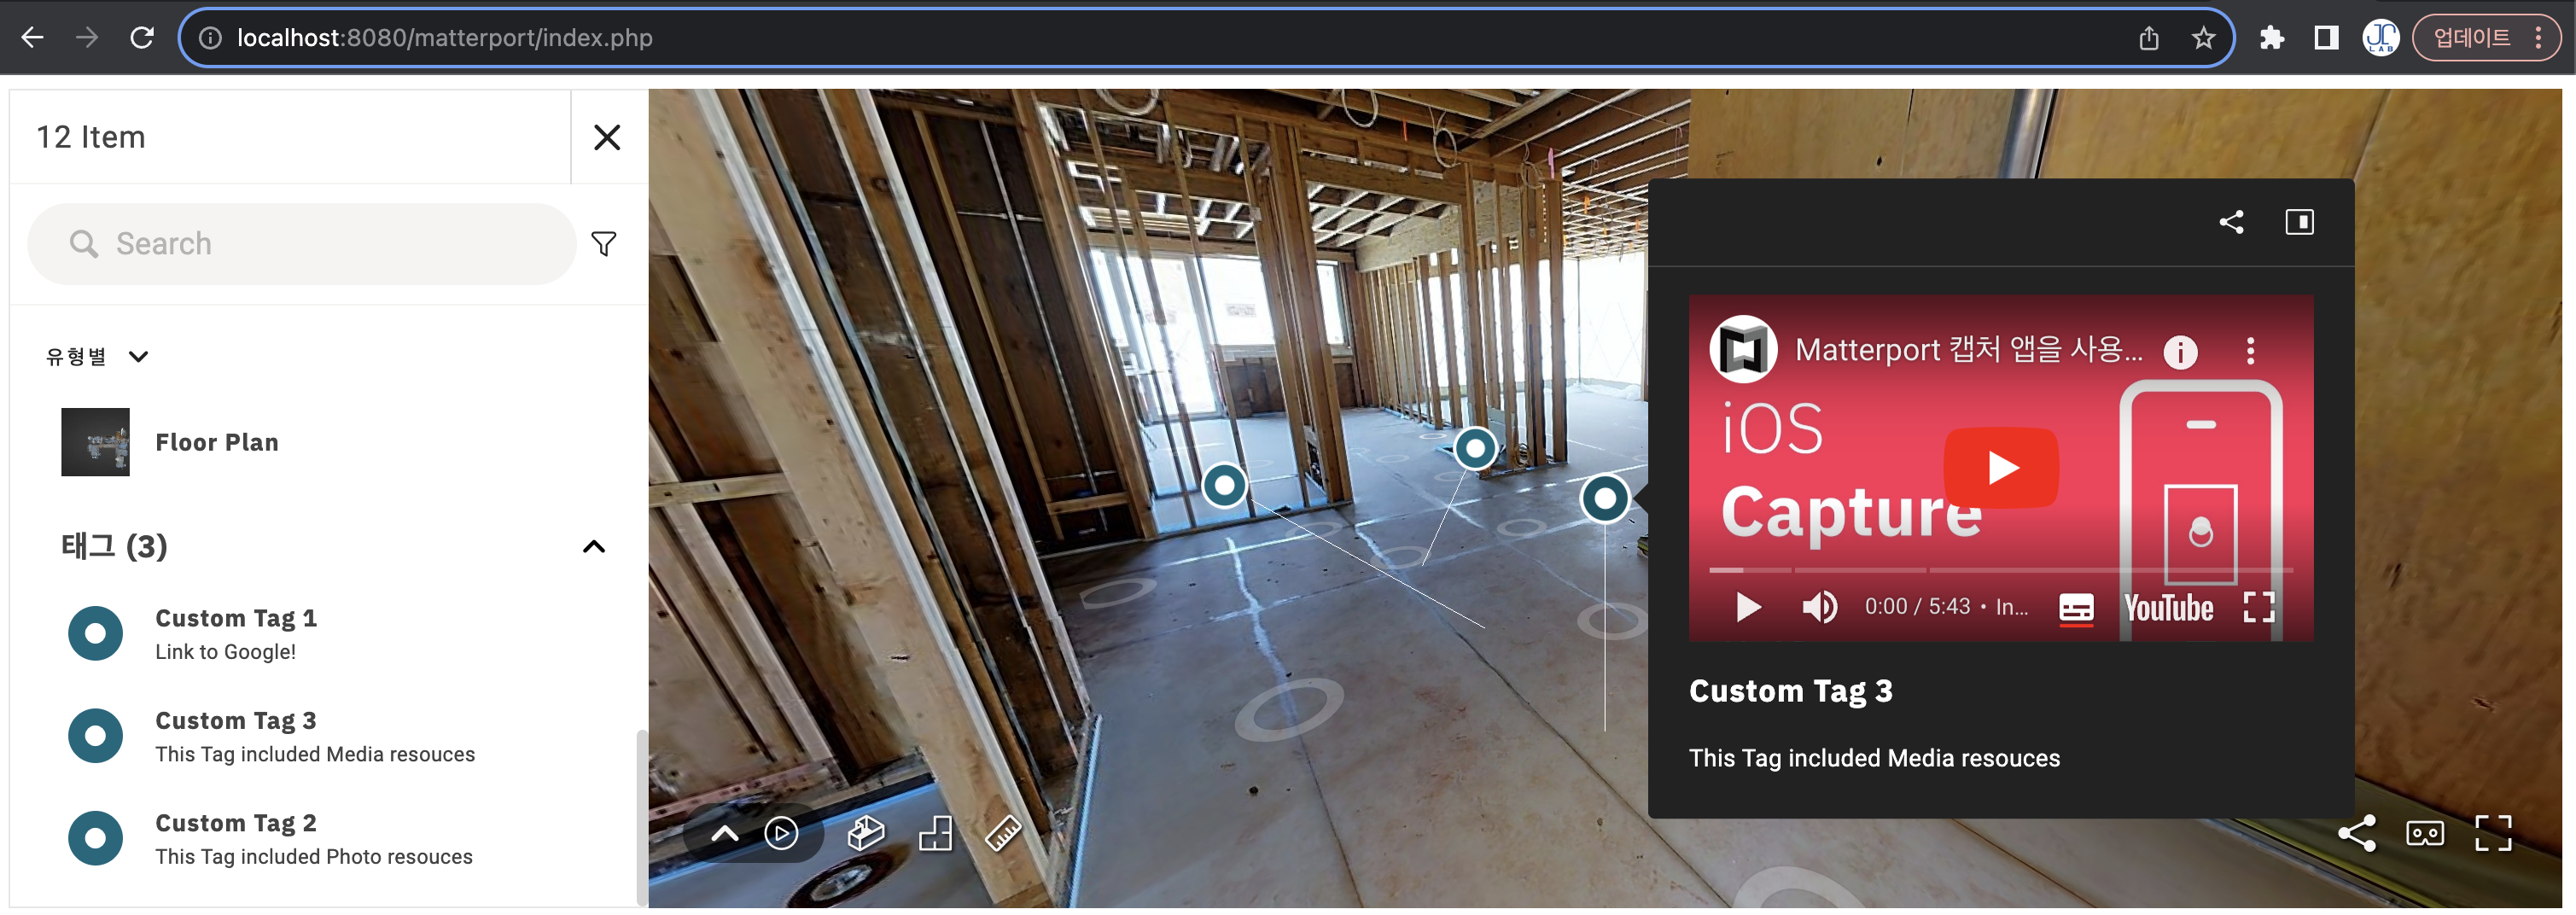 localhost:8080/matterport/index.php
업데이트
JC
LAB
12 Item
Search
유형별
Floor Plan
태그 (3)
Custom Tag 1
Link to Google!
Custom Tag 3
This Tag included Media resouces
Custom Tag 2
This Tag included Photo resouces
Matterport 캡처 앱을 사용...
iOS
Capture
0:00 / 5:43 • In...
YouTube
Custom Tag 3
This Tag included Media resouces